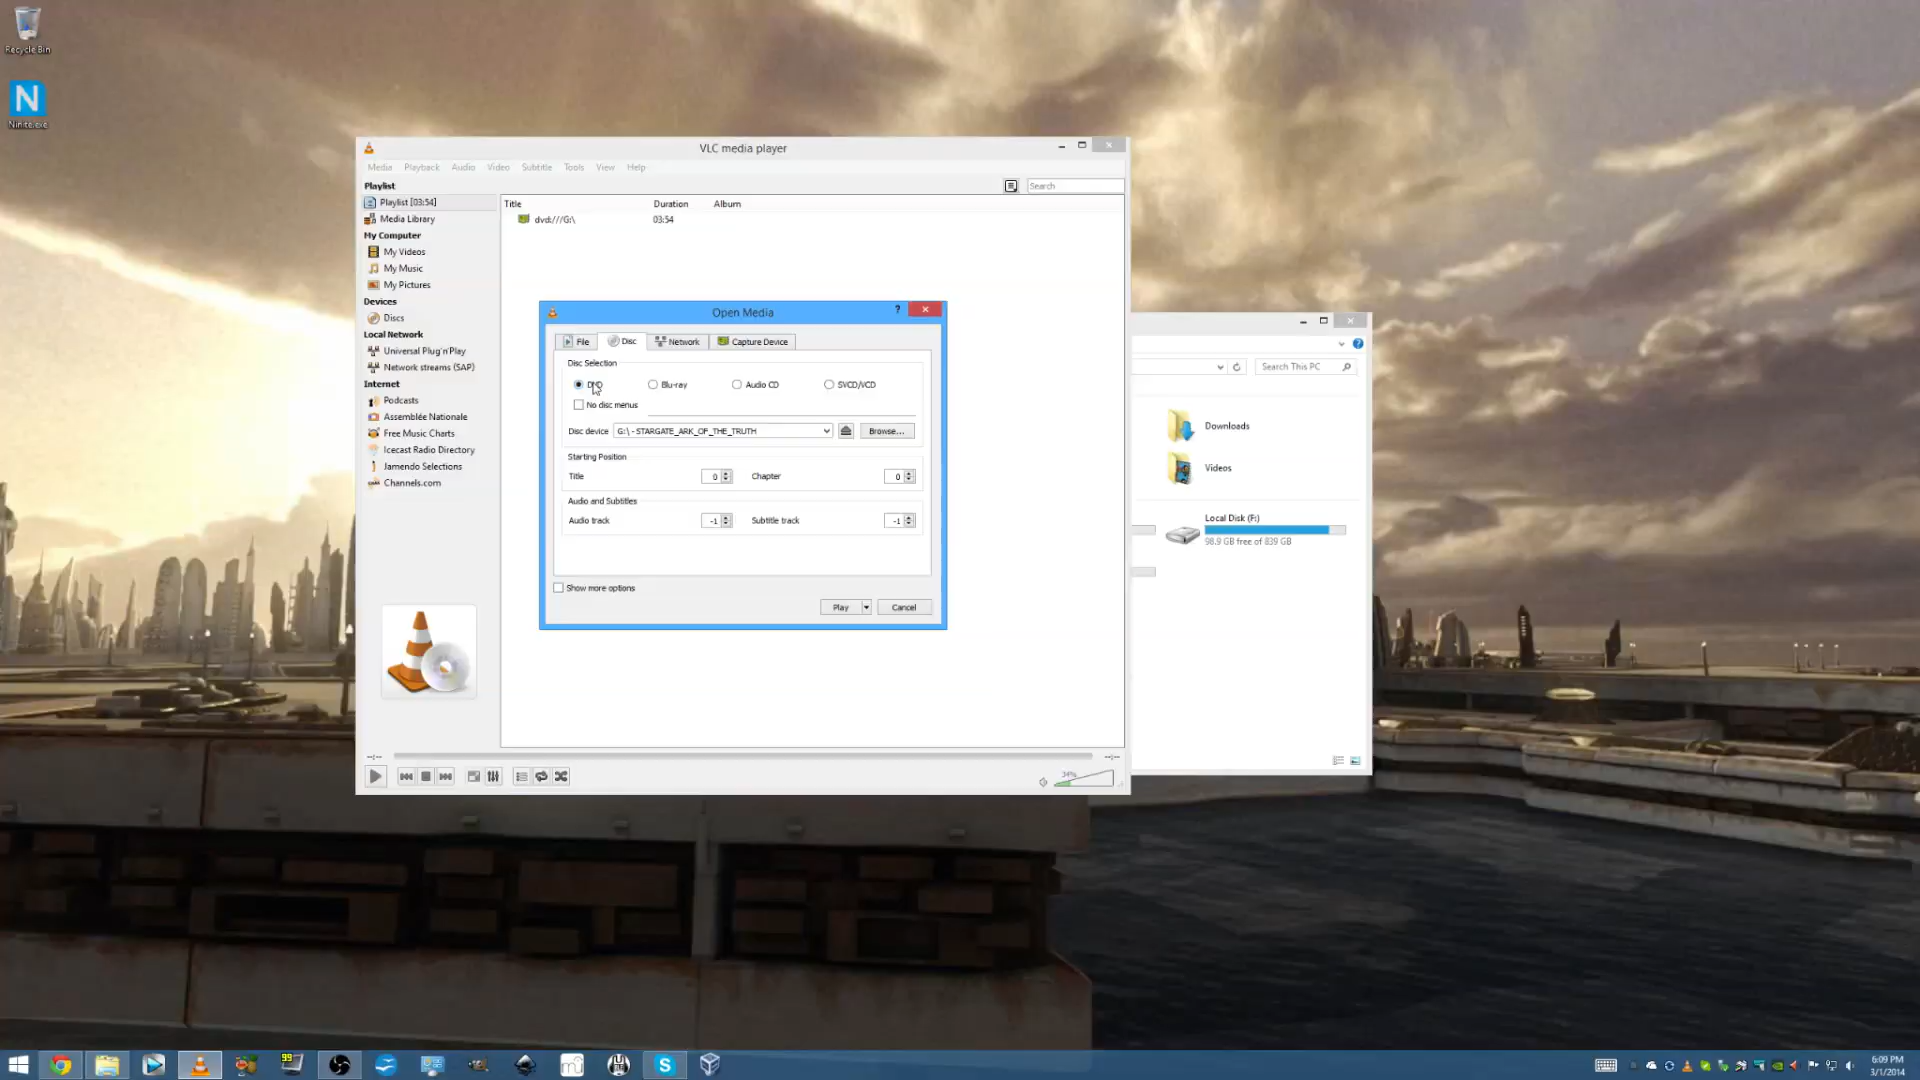 Recycle Bin
Ninite.exe
VLC media player
Media Playback Audio Video Subtitle Tools View Help
Playlist
Search
Playlist [03:54]
Title Duration Album
Media Library
dvd:///G:\ 03:54
My Computer
My Videos
My Music
My Pictures
Devices
Discs
Local Network
Universal Plug'n'Play
Network streams (SAP)
Internet
Podcasts
Assemblée Nationale
Free Music Charts
Icecast Radio Directory
Jamendo Selections
Channels.com
Open Media
?
File Disc Network Capture Device
Disc Selection
DVD Blu-ray Audio CD SVCD/VCD
No disc menus
Disc device G:\ - STARGATE_ARK_OF_THE_TRUTH Browse...
Starting Position
Title 0 Chapter 0
Audio and Subtitles
Audio track -1 Subtitle track -1
Show more options
Play Cancel
Search This PC
Downloads
Videos
Local Disk (F:)
98.9 GB free of 839 GB
--:-- --:--
34%
99
6:09 PM
3/1/2014